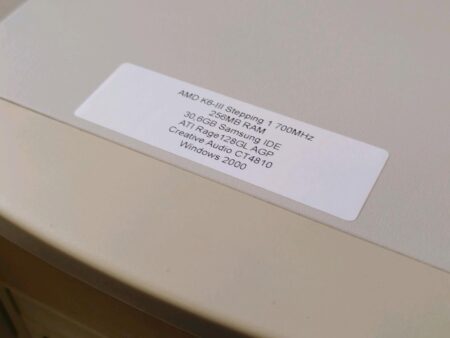 AMD K6-III Stepping 1 700MHz
256MB RAM
30.6GB Samsung IDE
ATI Rage128GL AGP
Creative Audio CT4810
Windows 2000